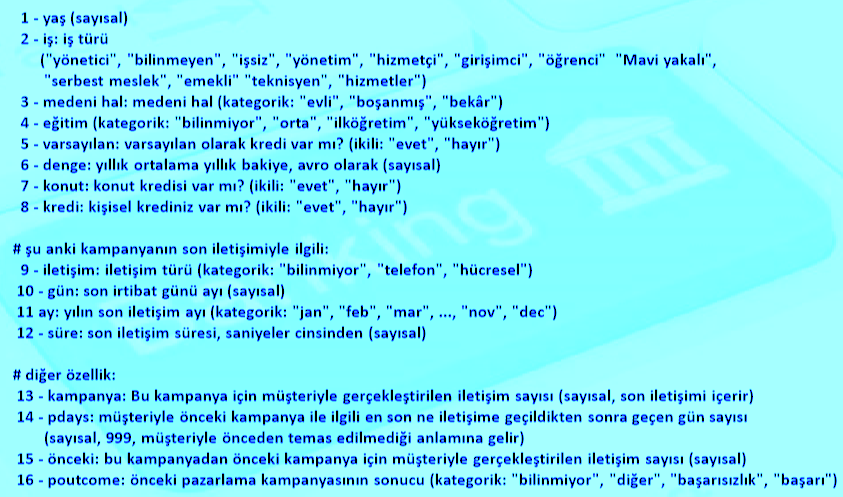 1 - yaş (sayısal)
2 - iş: iş türü
("yönetici", "bilinmeyen", "işsiz", "yönetim", "hizmetçi", "girişimci", "öğrenci" "Mavi yakalı",
"serbest meslek", "emekli" "teknisyen", "hizmetler")
3 - medeni hal: medeni hal (kategorik: "evli", "boşanmış", "bekâr")
4 - eğitim (kategorik: "bilinmiyor", "orta", "ilköğretim", "yükseköğretim")
5 - varsayılan: varsayılan olarak kredi var mı? (ikili: "evet", "hayır")
6 - denge: yıllık ortalama yıllık bakiye, avro olarak (sayısal)
7 - konut: konut kredisi var mı? (ikili: "evet", "hayır")
8 - kredi: kişisel krediniz var mı? (ikili: "evet", "hayır")
# şu anki kampanyanın son iletişimiyle ilgili:
9 - iletişim: iletişim türü (kategorik: "bilinmiyor", "telefon", "hücresel")
10 - gün: son irtibat günü ayı (sayısal)
11 ay: yılın son iletişim ayı (kategorik: "jan", "feb", "mar", ..., "nov", "dec")
12 - süre: son iletişim süresi, saniyeler cinsinden (sayısal)
# diğer özellik:
13 - kampanya: Bu kampanya için müşteriyle gerçekleştirilen iletişim sayısı (sayısal, son iletişimi içerir)
14 - pdays: müşteriyle önceki kampanya ile ilgili en son ne iletişime geçildikten sonra geçen gün sayısı
(sayısal, 999, müşteriyle önceden temas edilmediği anlamına gelir)
15 - önceki: bu kampanyadan önceki kampanya için müşteriyle gerçekleştirilen iletişim sayısı (sayısal)
16 - poutcome: önceki pazarlama kampanyasının sonucu (kategorik: "bilinmiyor", "diğer", "başarısızlık", "başarı")